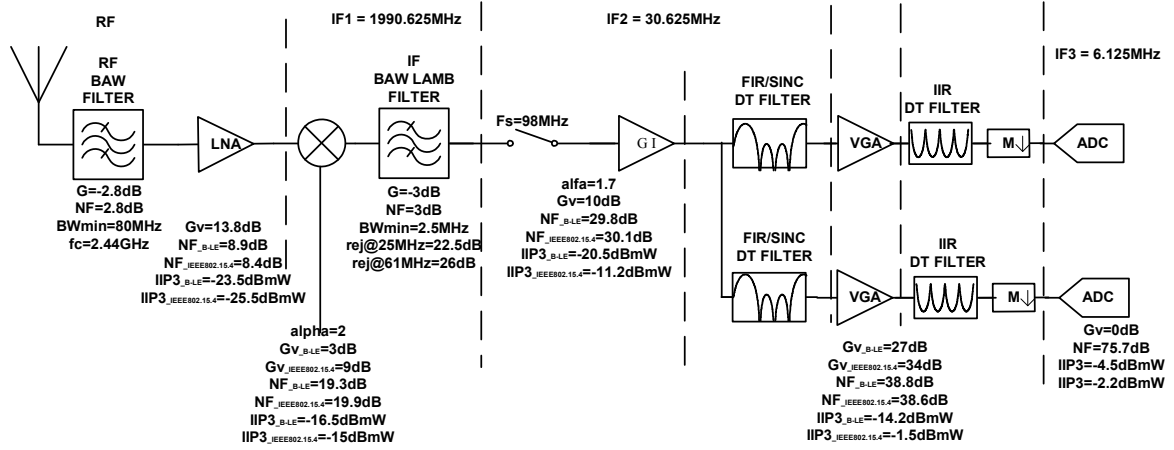 RF
IF1 = 1990.625MHz
IF2 = 30.625MHz
IF3 = 6.125MHz
RF
BAW
FILTER
LNA
IF
BAW LAMB
FILTER
Fs=98MHz
G I
FIR/SINC
DT FILTER
VGA
IIR
DT FILTER
M↓
ADC
G=-2.8dB
NF=2.8dB
BWmin=80MHz
fc=2.44GHz
Gv=13.8dB
NF_B-LE=8.9dB
NF_IEEE802.15.4=8.4dB
IIP3_B-LE=-23.5dBmW
IIP3_IEEE802.15.4=-25.5dBmW
G=-3dB
NF=3dB
BWmin=2.5MHz
rej@25MHz=22.5dB
rej@61MHz=26dB
alfa=1.7
Gv=10dB
NF_B-LE=29.8dB
NF_IEEE802.15.4=30.1dB
IIP3_B-LE=-20.5dBmW
IIP3_IEEE802.15.4=-11.2dBmW
FIR/SINC
DT FILTER
VGA
IIR
DT FILTER
M↓
ADC
alpha=2
Gv_B-LE=3dB
Gv_IEEE802.15.4=9dB
NF_B-LE=19.3dB
NF_IEEE802.15.4=19.9dB
IIP3_B-LE=-16.5dBmW
IIP3_IEEE802.15.4=-15dBmW
Gv_B-LE=27dB
Gv_IEEE802.15.4=34dB
NF_B-LE=38.8dB
NF_IEEE802.15.4=38.6dB
IIP3_B-LE=-14.2dBmW
IIP3_IEEE802.15.4=-1.5dBmW
Gv=0dB
NF=75.7dB
IIP3=-4.5dBmW
IIP3=-2.2dBmW